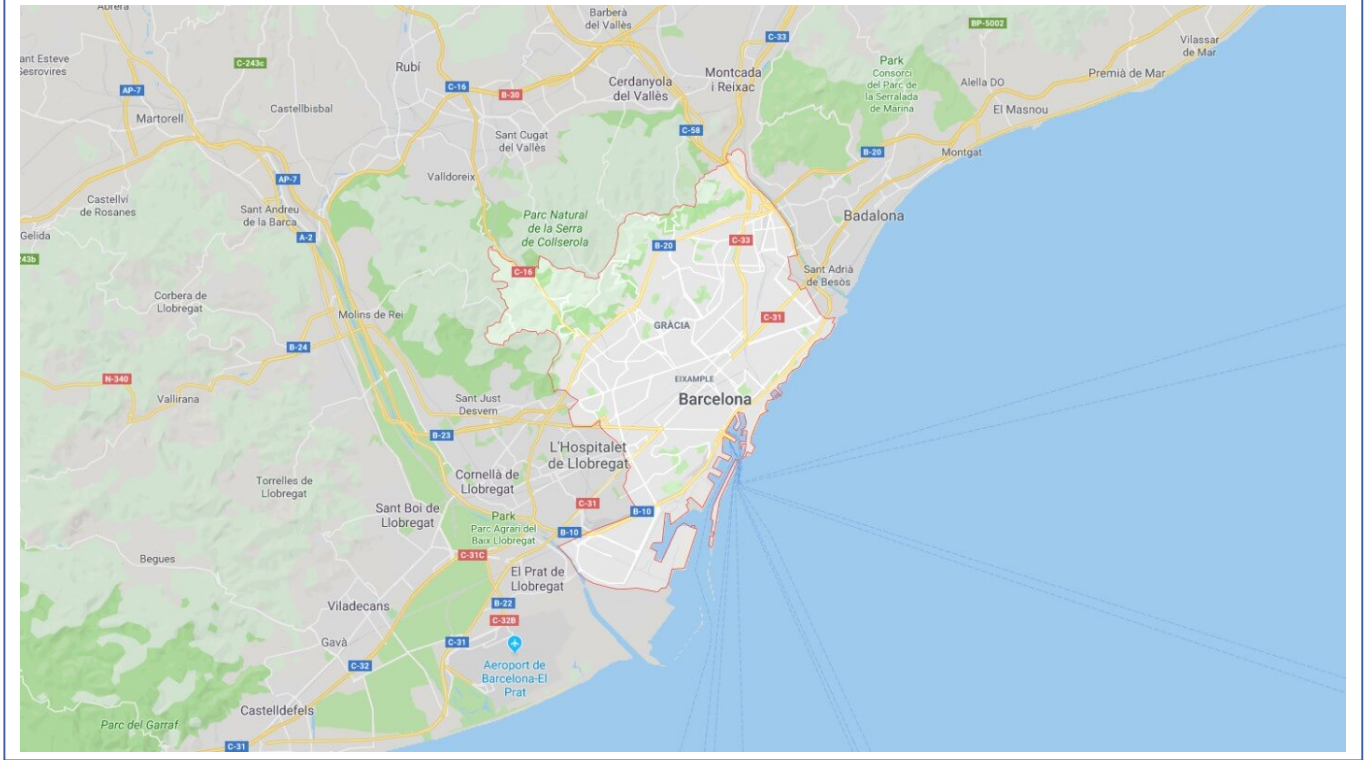 Abrera
Barberà
del Vallès
C-33
BP-5002
Vilassar
de Mar
ant Esteve
Sesrovires
C-243c
Rubí
Park
Consorci
del Parc de
la Serralada
de Marina
Premià de Mar
AP-7
C-16
B-30
Cerdanyola
del Vallès
Montcada
i Reixac
Alella DO
El Masnou
Martorell
Castellbisbal
Sant Cugat
del Vallès
C-58
B-20
Montgat
AP-7
Valldoreix
Castellví
de Rosanes
Sant Andreu
de la Barca
Parc Natural
de la Serra
de Collserola
Badalona
Gelida
A-2
B-20
C-33
243b
C-16
Sant Adrià
de Besòs
Corbera de
Llobregat
Molins de Rei
GRÀCIA
C-31
B-24
N-340
EIXAMPLE
Vallirana
Sant Just
Desvern
Barcelona
B-23
L'Hospitalet
de Llobregat
Torrelles de
Llobregat
Cornellà de
Llobregat
C-31
Sant Boi de
Llobregat
Park
Parc Agrari del
Baix Llobregat
B-10
B-10
Begues
C-31C
El Prat de
Llobregat
Viladecans
B-22
C-32B
Gavà
C-31
C-32
Aeroport de
Barcelona-El
Prat
Castelldefels
Parc del Garraf
C-31